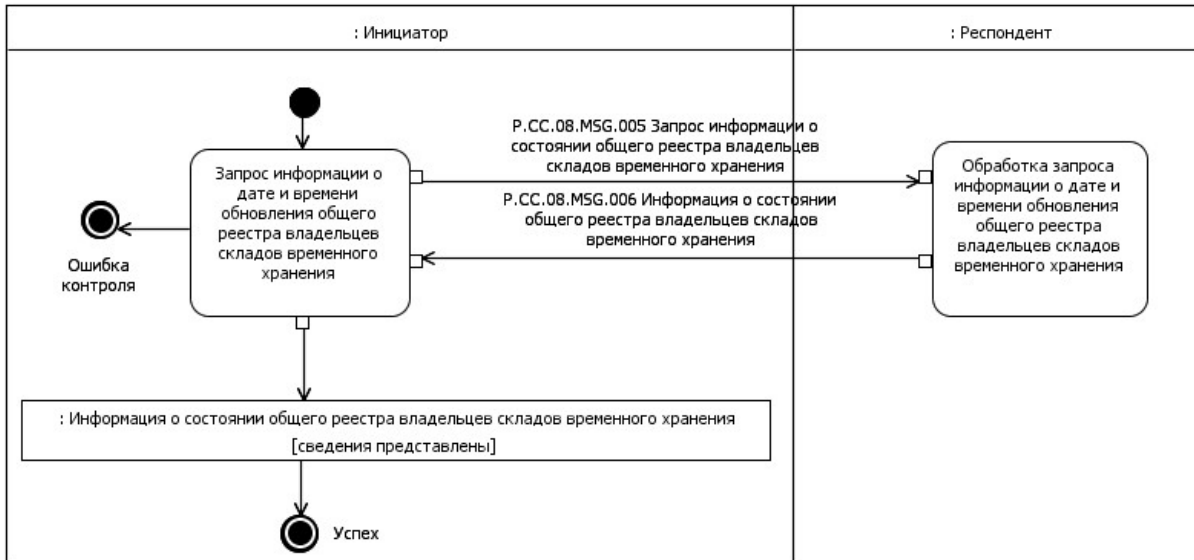 : Инициатор
: Респондент
P.CC.08.MSG.005 Запрос информации о
состоянии общего реестра владельцев
складов временного хранения
Запрос информации о
дате и времени
обновления общего
реестра владельцев
складов временного
хранения
P.CC.08.MSG.006 Информация о состоянии
общего реестра владельцев складов
временного хранения
Обработка запроса
информации о дате и
времени обновления
общего реестра
владельцев складов
временного хранения
Ошибка
контроля
: Информация о состоянии общего реестра владельцев складов временного хранения
[сведения представлены]
Успех